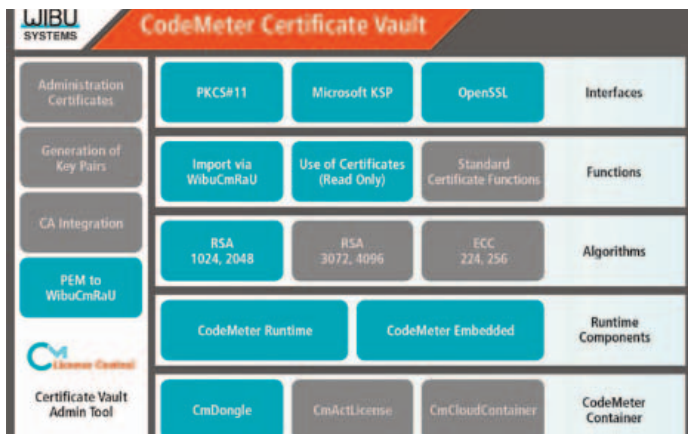 WIBU
SYSTEMS
CodeMeter Certificate Vault
Administration
Certificates
Generation of
Key Pairs
CA Integration
PEM to
WibuCmRaU
CM
License Central
Certificate Vault
Admin Tool
PKCS#11
Microsoft KSP
OpenSSL
Interfaces
Import via
WibuCmRaU
Use of Certificates
(Read Only)
Standard
Certificate Functions
Functions
RSA
1024, 2048
RSA
3072, 4096
ECC
224, 256
Algorithms
CodeMeter Runtime
CodeMeter Embedded
Runtime
Components
CmDongle
CmActLicense
CmCloudContainer
CodeMeter
Container